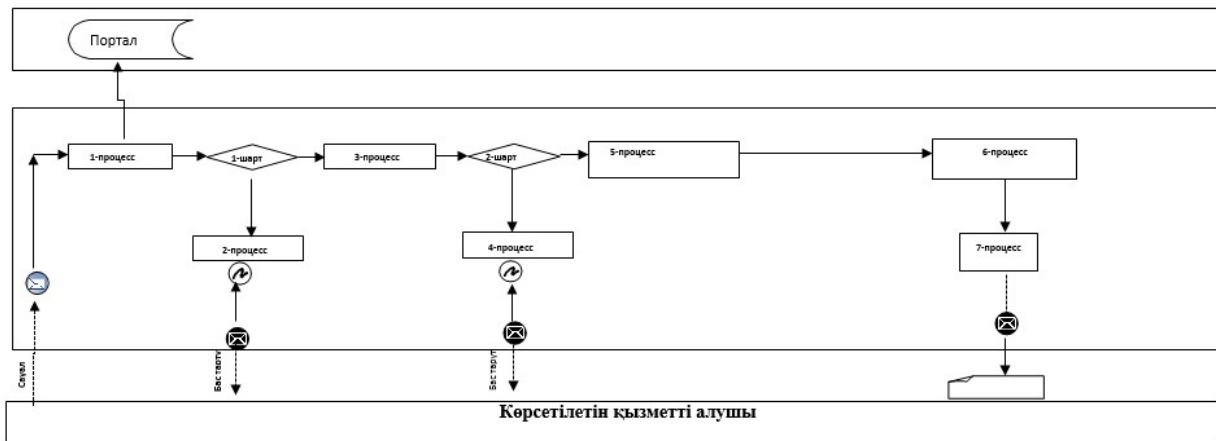 Портал
1-процесс
1-шарт
3-процесс
2-шарт
5-процесс
6-процесс
2-процесс
4-процесс
7-процесс
Сауал
Бас тарту
Бас тарут
Көрсетілетін қызметті алушы